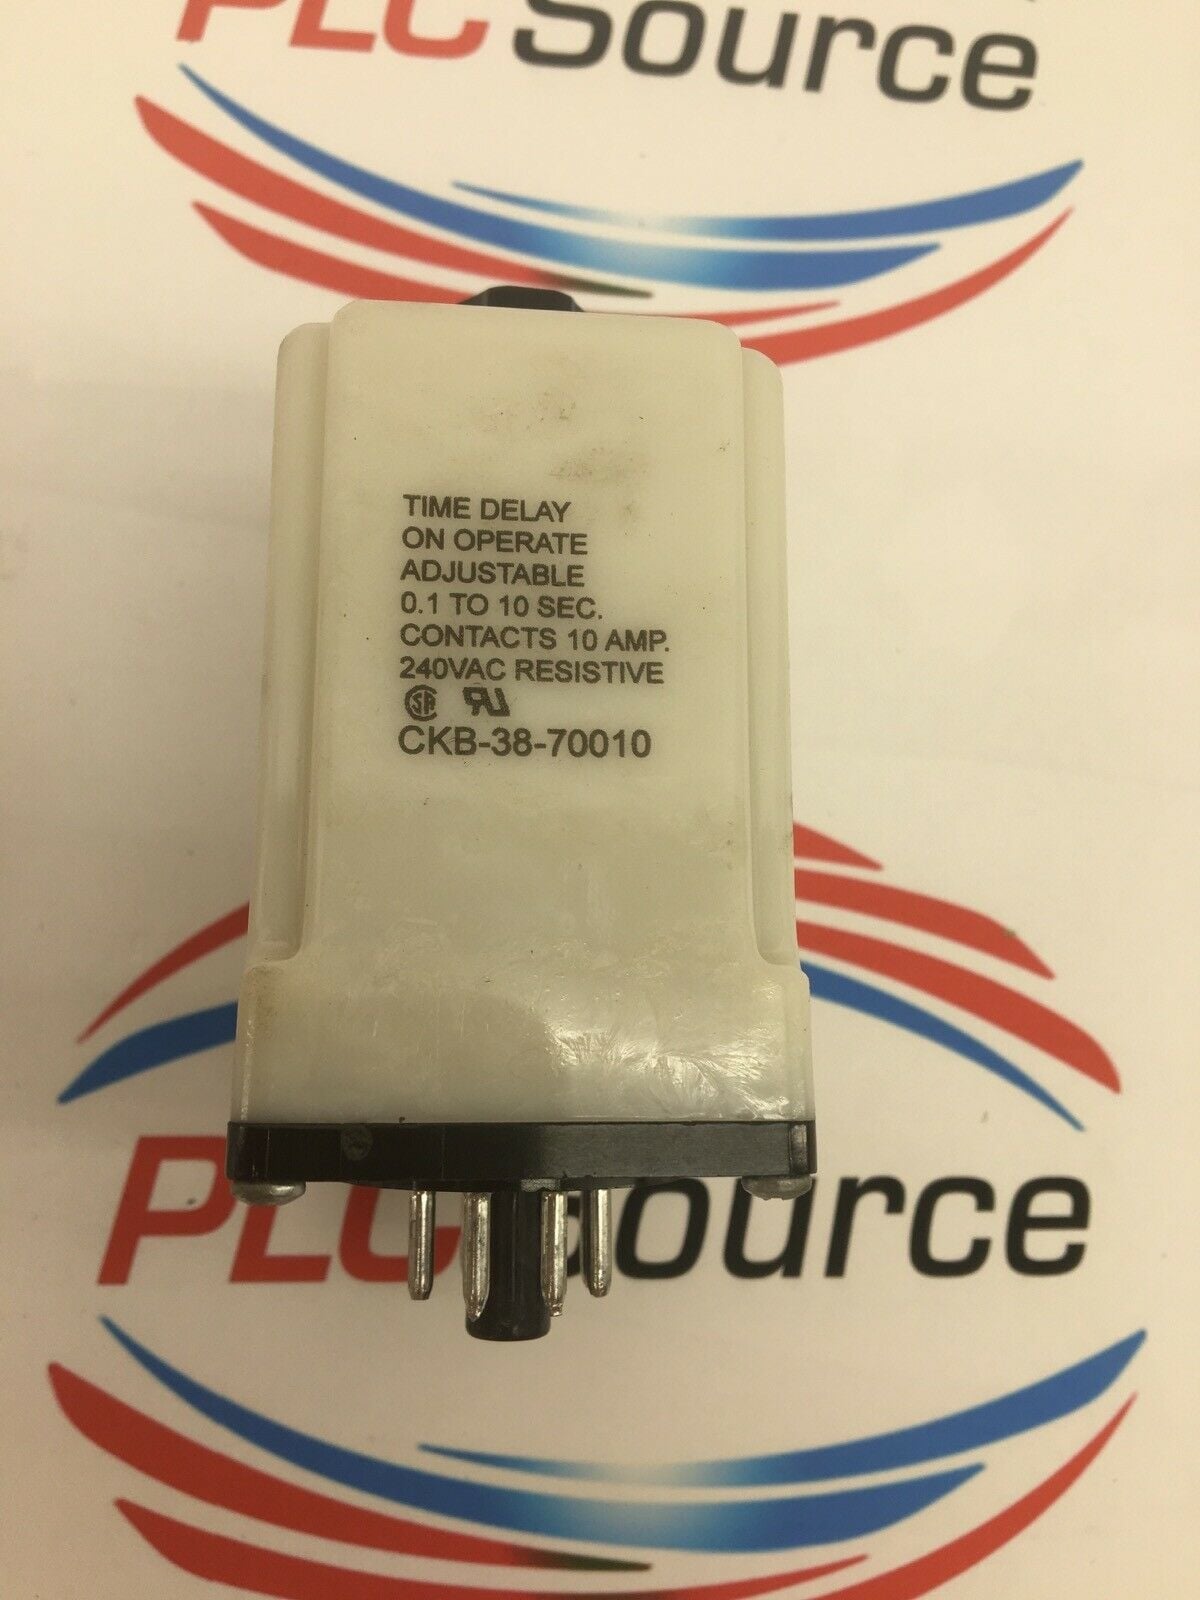 PLC Source
TIME DELAY
ON OPERATE
ADJUSTABLE
0.1 TO 10 SEC.
CONTACTS 10 AMP.
240VAC RESISTIVE
CKB-38-70010
PLC Source